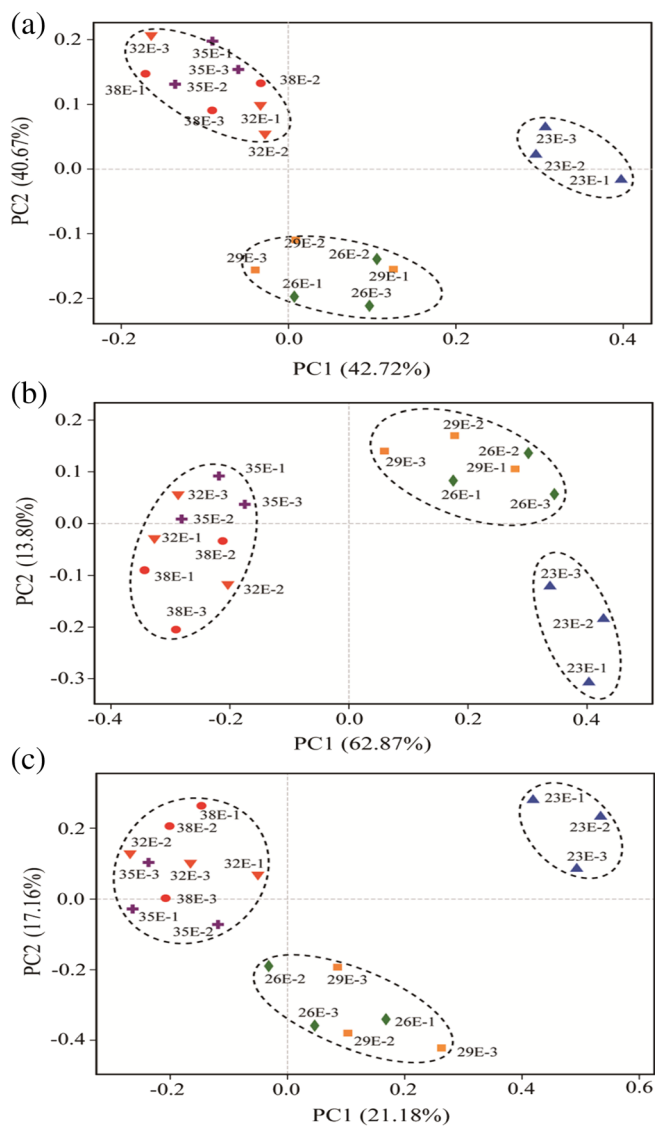 (a)
0.2
32E-3
35E-1
35E-3
38E-2
38E-1
35E-2
0.1
38E-3
32E-1
32E-2
23E-3
23E-2
0.0
23E-1
PC2 (40.67%)
-0.1
29E-2
29E-3
26E-2
29E-1
26E-1
26E-3
-0.2
-0.2 0.0 0.2 0.4
PC1 (42.72%)
(b)
0.2
29E-2
26E-2
29E-3
29E-1
35E-1
0.1
26E-1
32E-3
35E-3
26E-3
35E-2
0.0
32E-1
38E-2
PC2 (13.80%)
-0.1
38E-1
32E-2
23E-3
38E-3
23E-2
-0.2
23E-1
-0.3
-0.4 -0.2 0.0 0.2 0.4
PC1 (62.87%)
(c)
38E-1
23E-1
0.2
38E-2
23E-2
32E-2
32E-1
23E-3
35E-3
32E-3
0.0
38E-3
35E-1
35E-2
PC2 (17.16%)
-0.2
26E-2
29E-3
26E-3
26E-1
29E-2
-0.4
29E-3
-0.2 0.0 0.2 0.4 0.6
PC1 (21.18%)